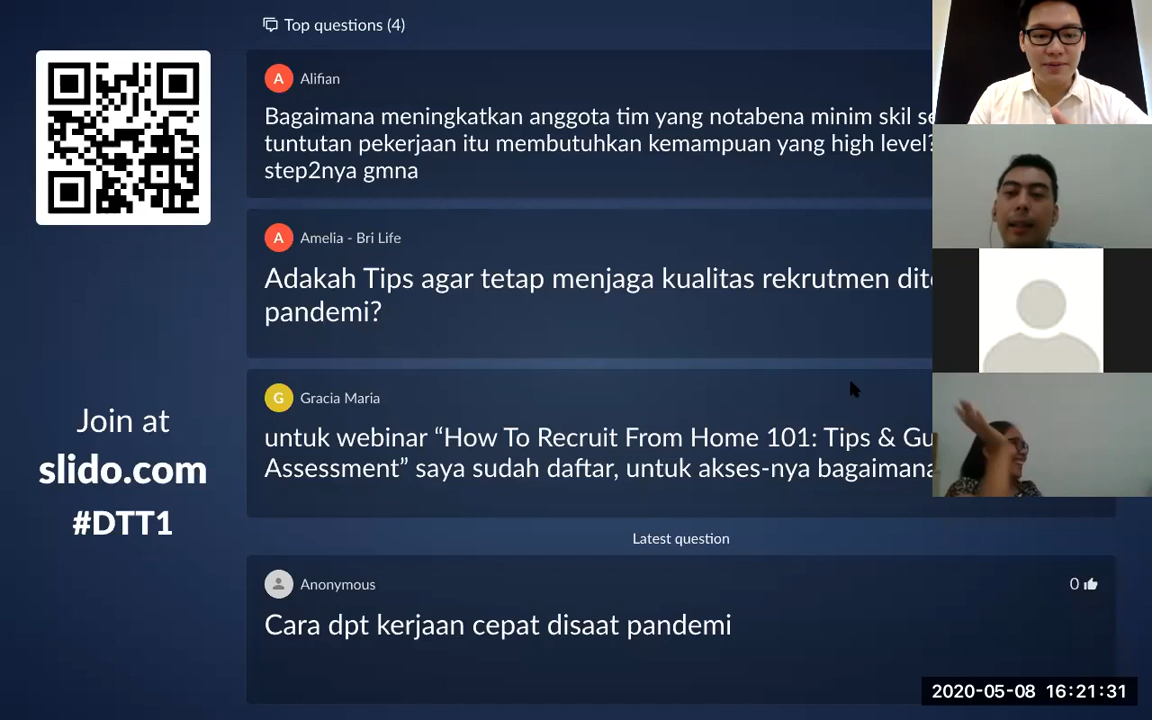 Top questions (4)
A Alifian
Bagaimana meningkatkan anggota tim yang notabena minim skil
tuntutan pekerjaan itu membutuhkan kemampuan yang high level?
step2nya gmna
A Amelia - Bri Life
Adakah Tips agar tetap menjaga kualitas rekrutmen
pandemi?
G Gracia Maria
untuk webinar “How To Recruit From Home 101: Tips &
Assessment” saya sudah daftar, untuk akses-nya bagaimana
Join at
slido.com
#DTT1
Latest question
Anonymous
0
Cara dpt kerjaan cepat disaat pandemi
2020-05-08 16:21:31